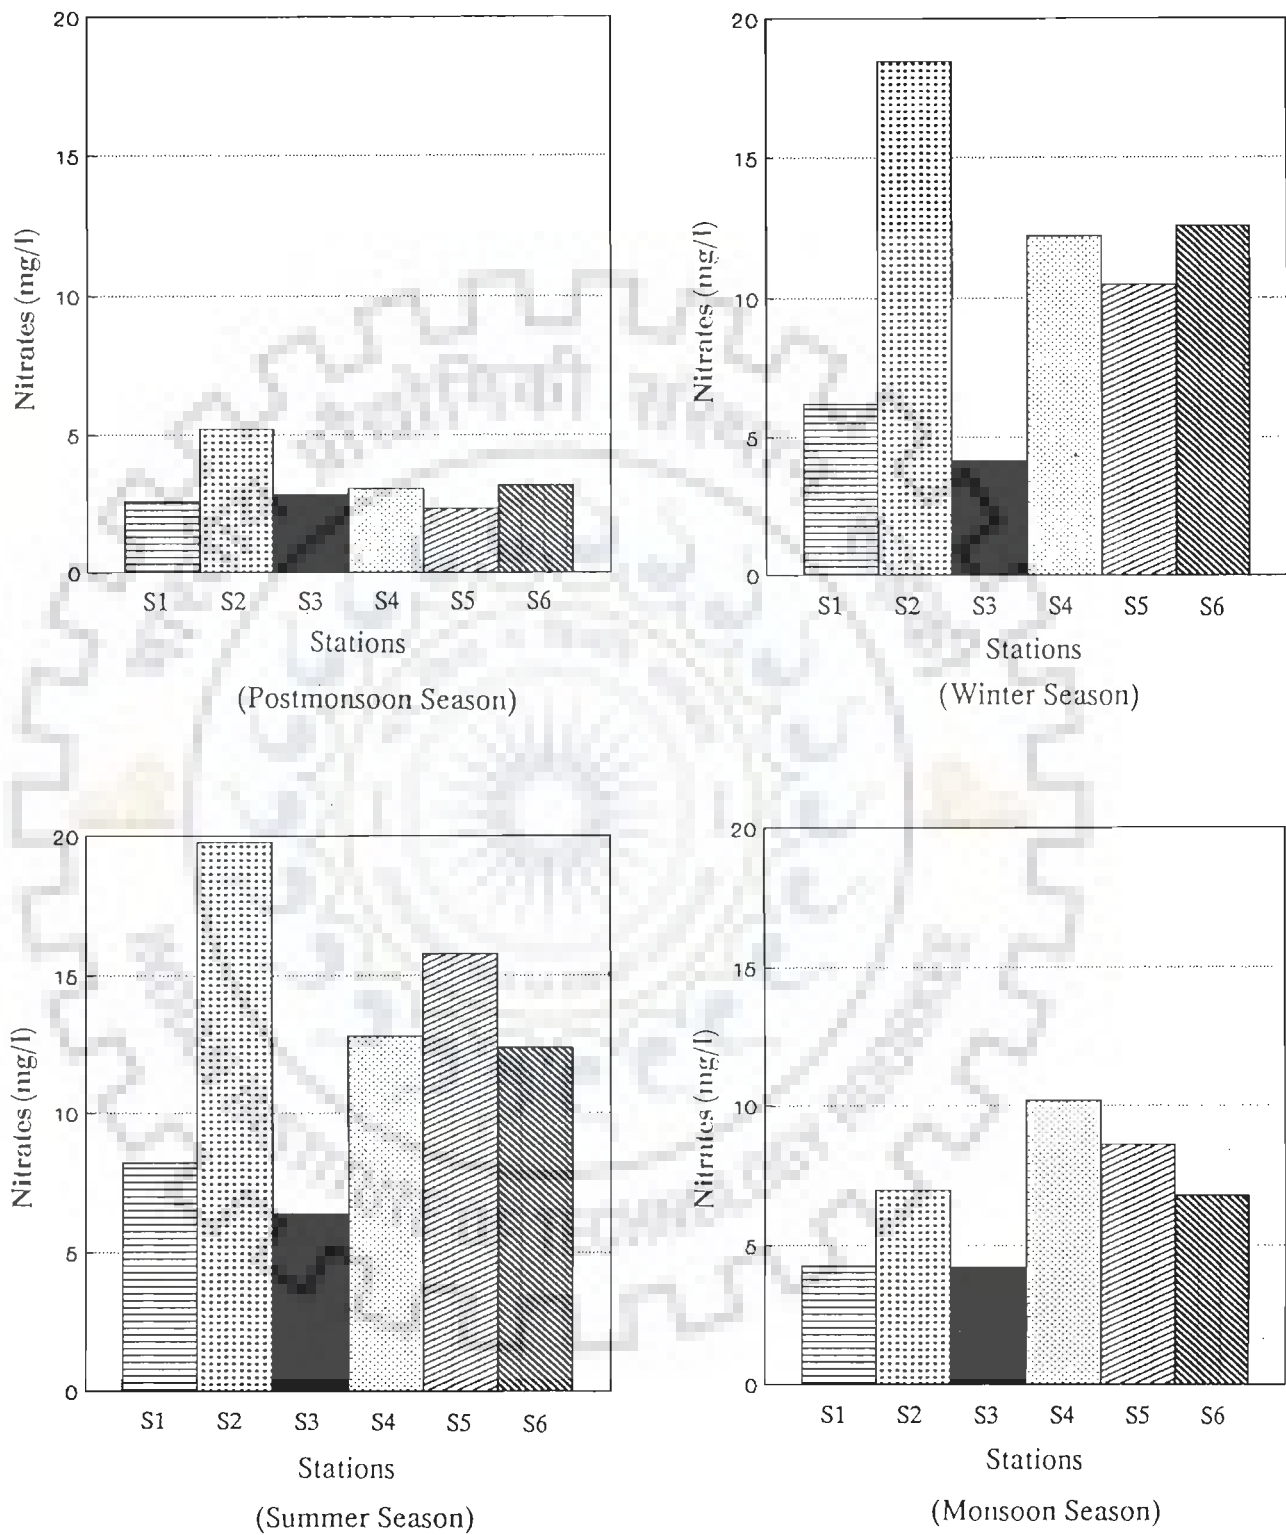 20
15
10
5
0
Nitrates (mg/l)
S1 S2 S3 S4 S5 S6
Stations
(Postmonsoon Season)
20
15
10
5
0
Nitrates (mg/l)
S1 S2 S3 S4 S5 S6
Stations
(Winter Season)
20
15
10
5
0
Nitrates (mg/l)
S1 S2 S3 S4 S5 S6
Stations
(Summer Season)
20
15
10
5
0
Nitrates (mg/l)
S1 S2 S3 S4 S5 S6
Stations
(Monsoon Season)